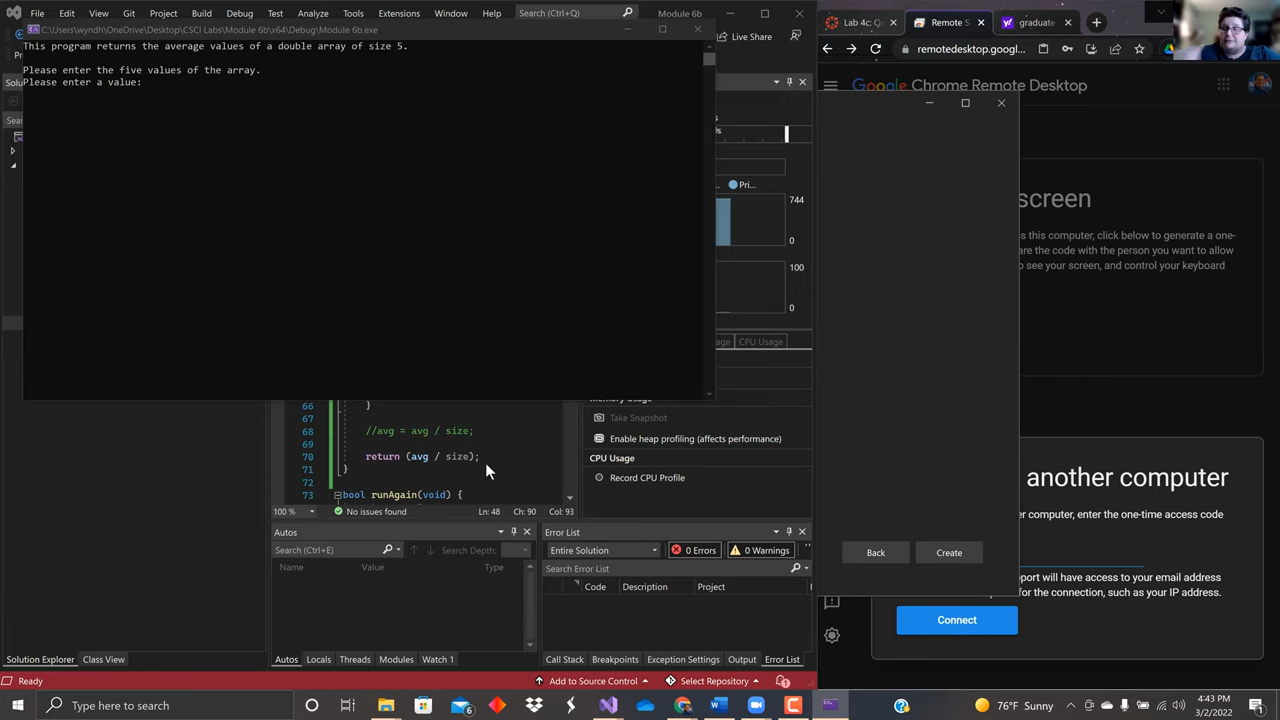 File Edit View Git Project Build Debug Test Analyze Tools Extensions Window Help Search (Ctrl+Q) Module 6b
C:\Users\wyndh\OneDrive\Desktop\CSCI Labs\Module 6b\x64\Debug\Module 6b.exe
This program returns the average values of a double array of size 5.
Please enter the five values of the array.
Please enter a value:
Live Share
Pri...
744
0
100
0
CPU Usage
Take Snapshot
Enable heap profiling (affects performance)
CPU Usage
Record CPU Profile
66 }
67
68 //avg = avg / size;
69
70 return (avg / size);
71 }
72
73 bool runAgain(void) {
100 % No issues found Ln: 48 Ch: 90 Col: 93
Autos
Search (Ctrl+E) Search Depth:
Name Value Type
Error List
Entire Solution 0 Errors 0 Warnings
Search Error List
Code Description Project
Solution Explorer Class View
Autos Locals Threads Modules Watch 1
Call Stack Breakpoints Exception Settings Output Error List
Ready Add to Source Control Select Repository 1
Lab 4c: Qu Remote S graduate
remotedesktop.google...
Google Chrome Remote Desktop
screen
this computer, click below to generate a one-
are the code with the person you want to allow
to see your screen, and control your keyboard
another computer
er computer, enter the one-time access code
Back Create
port will have access to your email address
for the connection, such as your IP address.
Connect
Type here to search 6 76°F Sunny 4:43 PM
3/2/2022